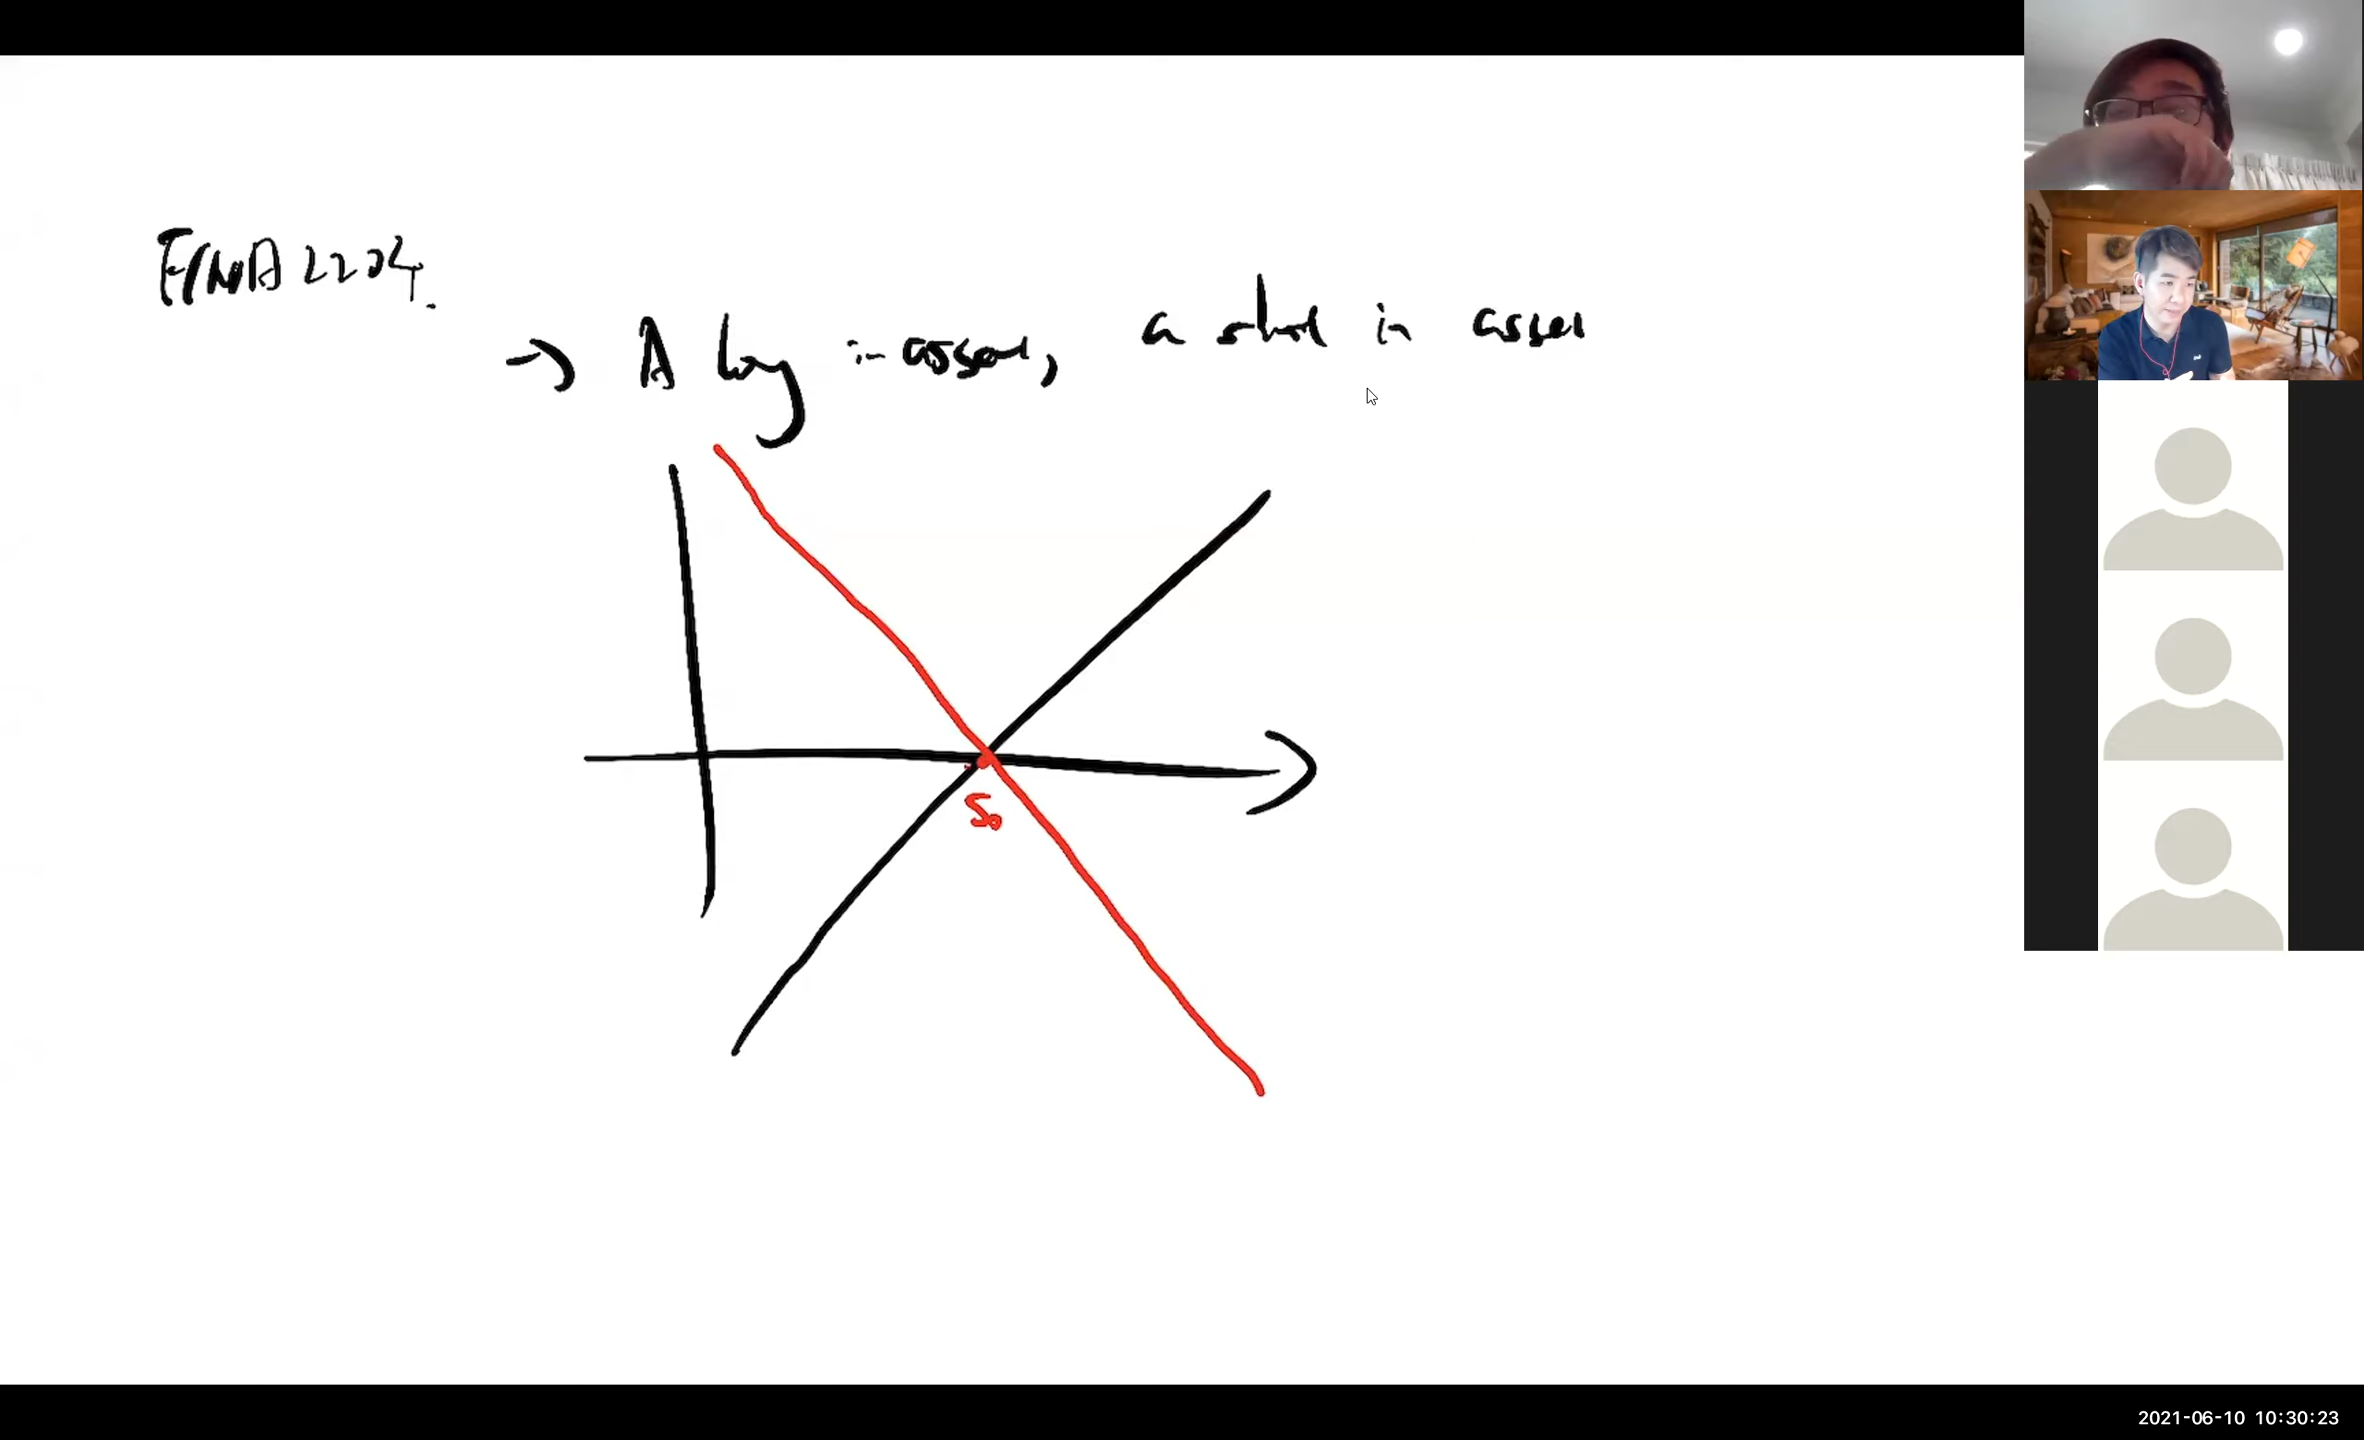 FINA 2204.
→ A long in asset, a short in asset
S₀
2021-06-10 10:30:23